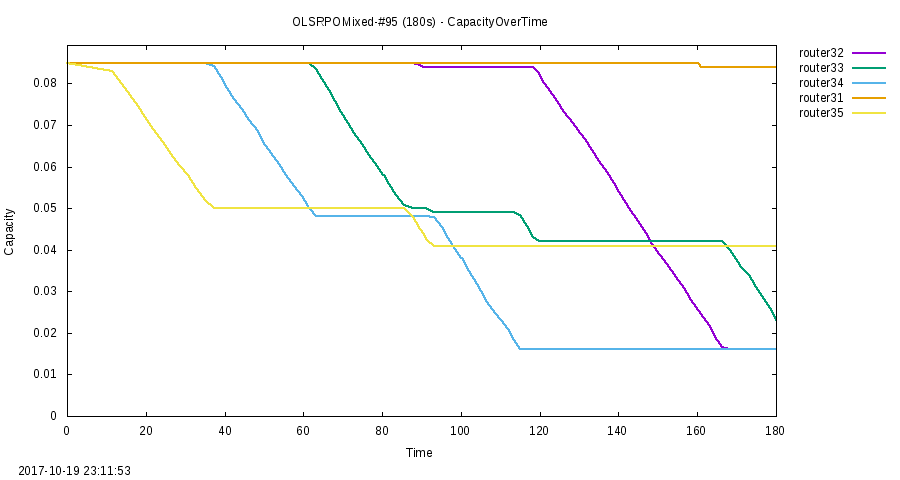 OLSRPOMixed-#95 (180s) - CapacityOverTime
router32
router33
router34
router31
router35
0.08
0.07
0.06
0.05
0.04
0.03
0.02
0.01
0
Capacity
0 20 40 60 80 100 120 140 160 180
Time
2017-10-19 23:11:53